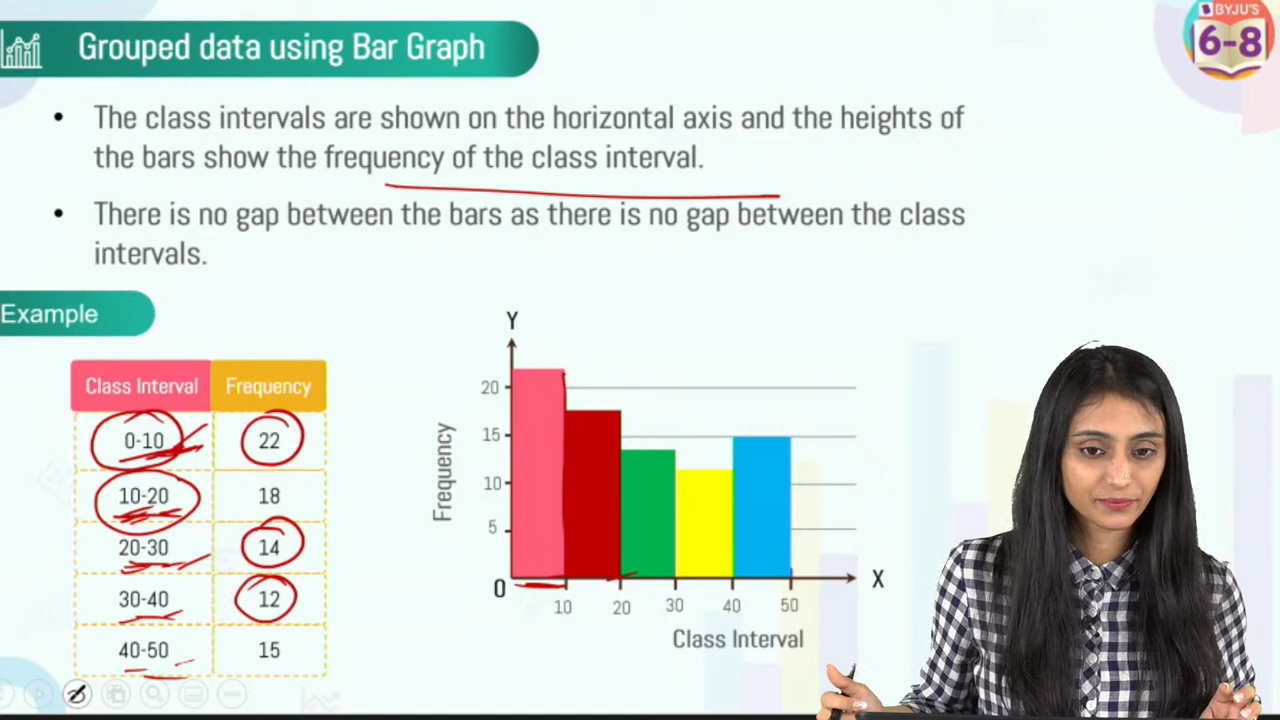 Grouped data using Bar Graph
BYJU'S
6-8
• The class intervals are shown on the horizontal axis and the heights of
the bars show the frequency of the class interval.
• There is no gap between the bars as there is no gap between the class
intervals.
Example
Class Interval Frequency
0-10 22
10-20 18
20-30 14
30-40 12
40-50 15
Y
20
15
10
5
0
Frequency
10 20 30 40 50
X
Class Interval